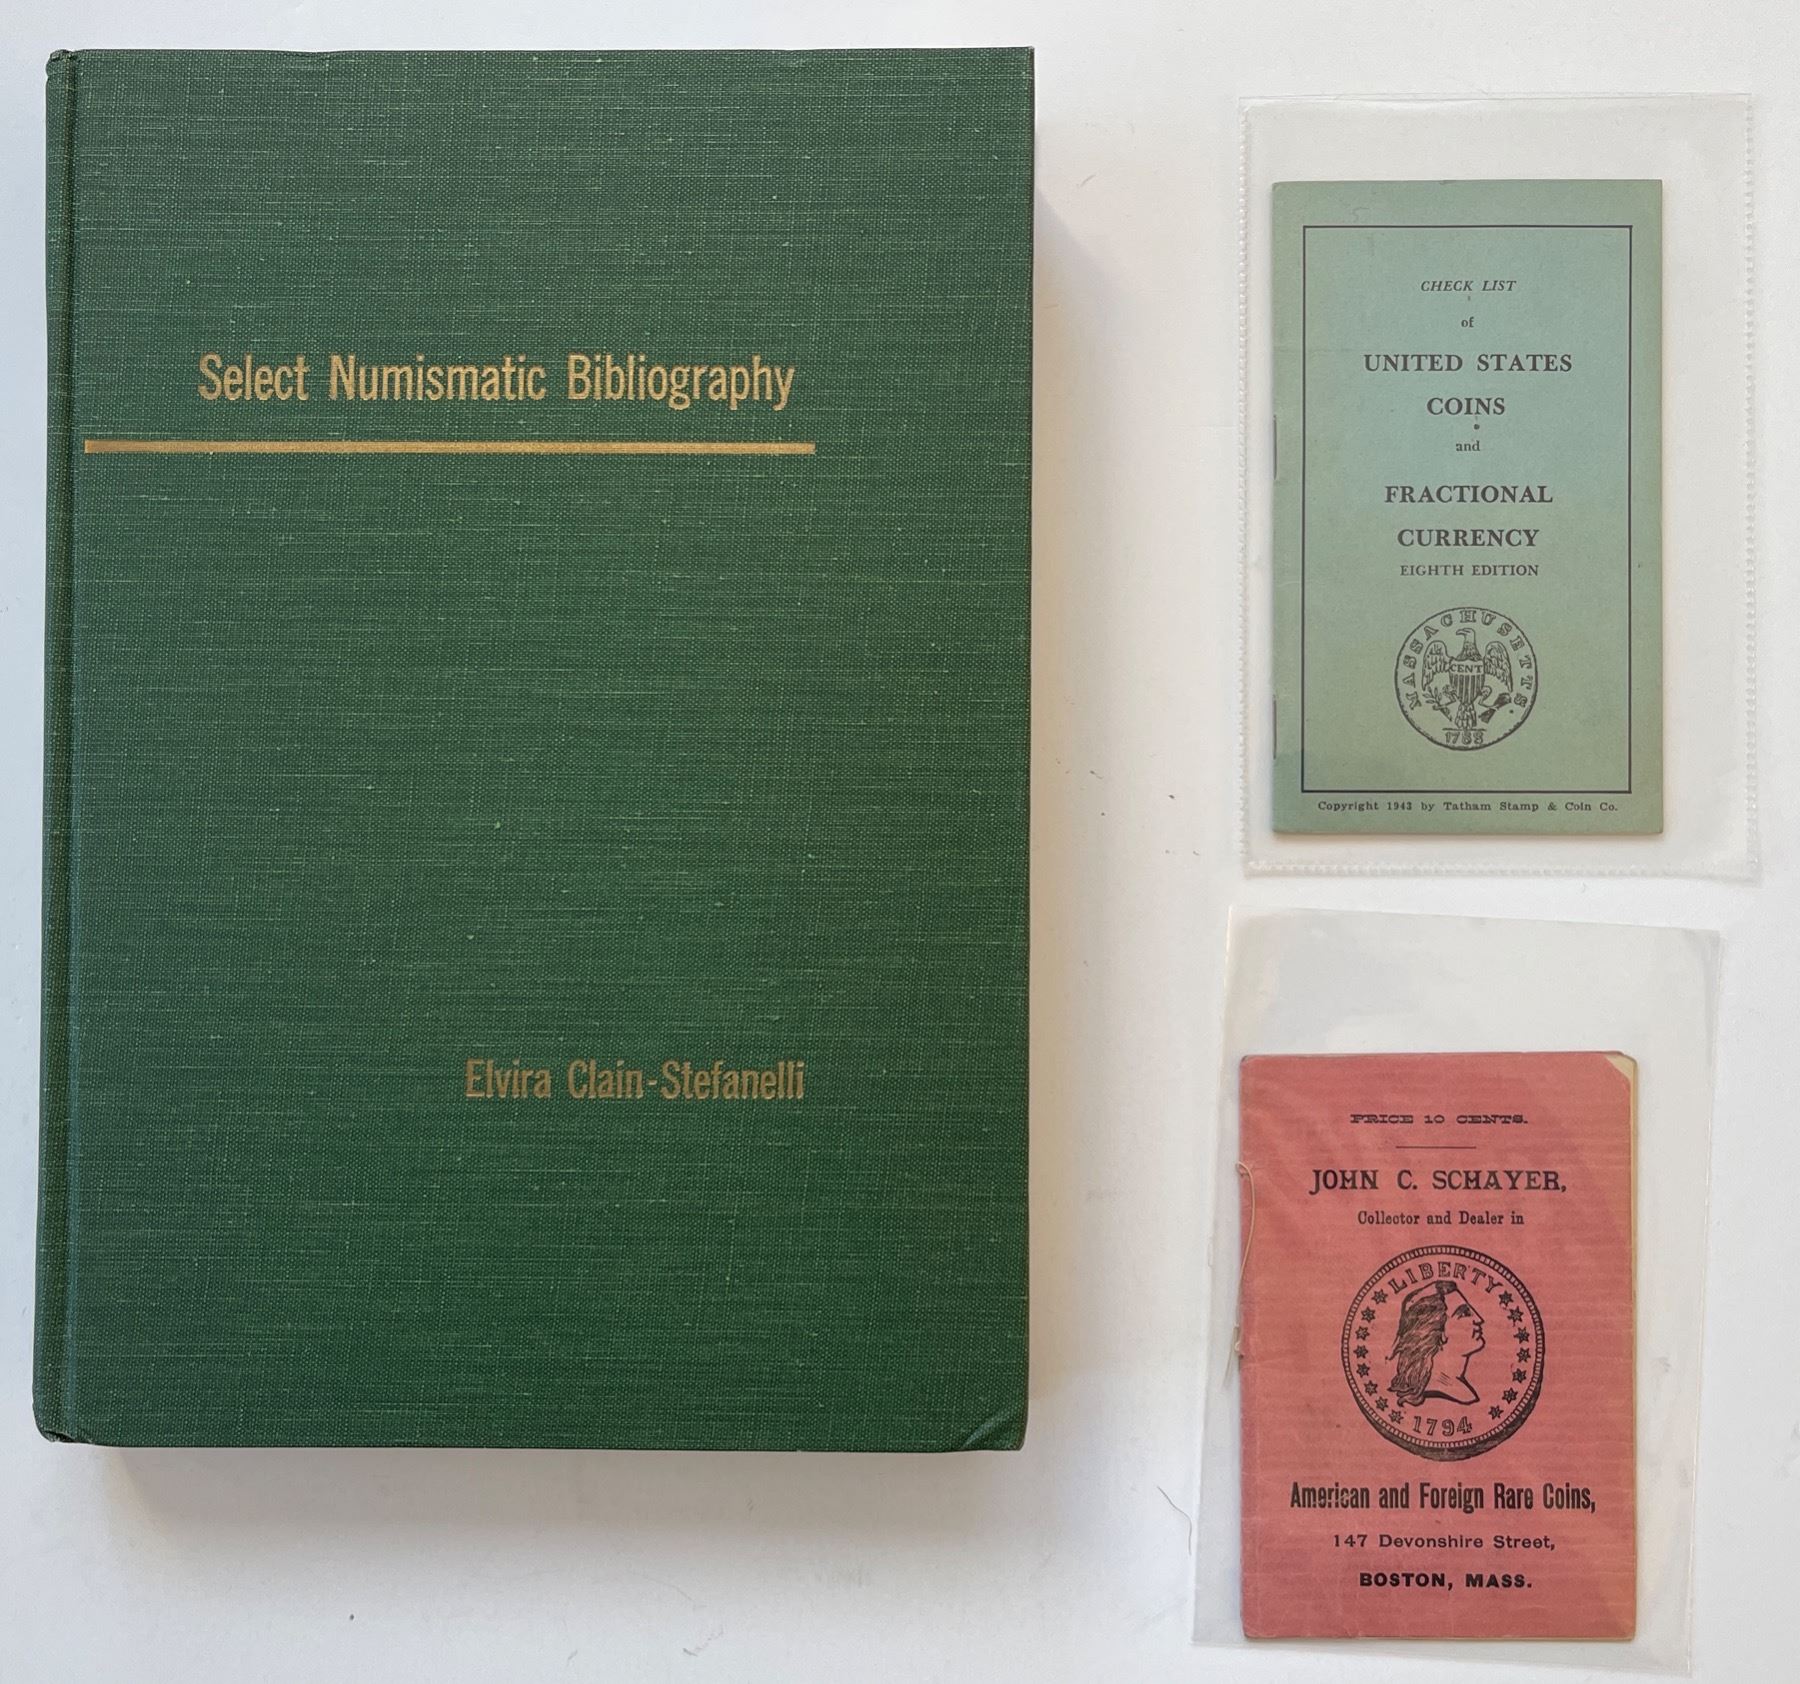 Select Numismatic Bibliography
Elvira Clain-Stefanelli
CHECK LIST
of
UNITED STATES
COINS
and
FRACTIONAL
CURRENCY
EIGHTH EDITION
MASSACHUSETTS
CENT
1788
Copyright 1943 by Tatham Stamp & Coin Co.
PRICE 10 CENTS.
JOHN C. SCHAYER,
Collector and Dealer in
LIBERTY
1794
American and Foreign Rare Coins,
147 Devonshire Street,
BOSTON, MASS.